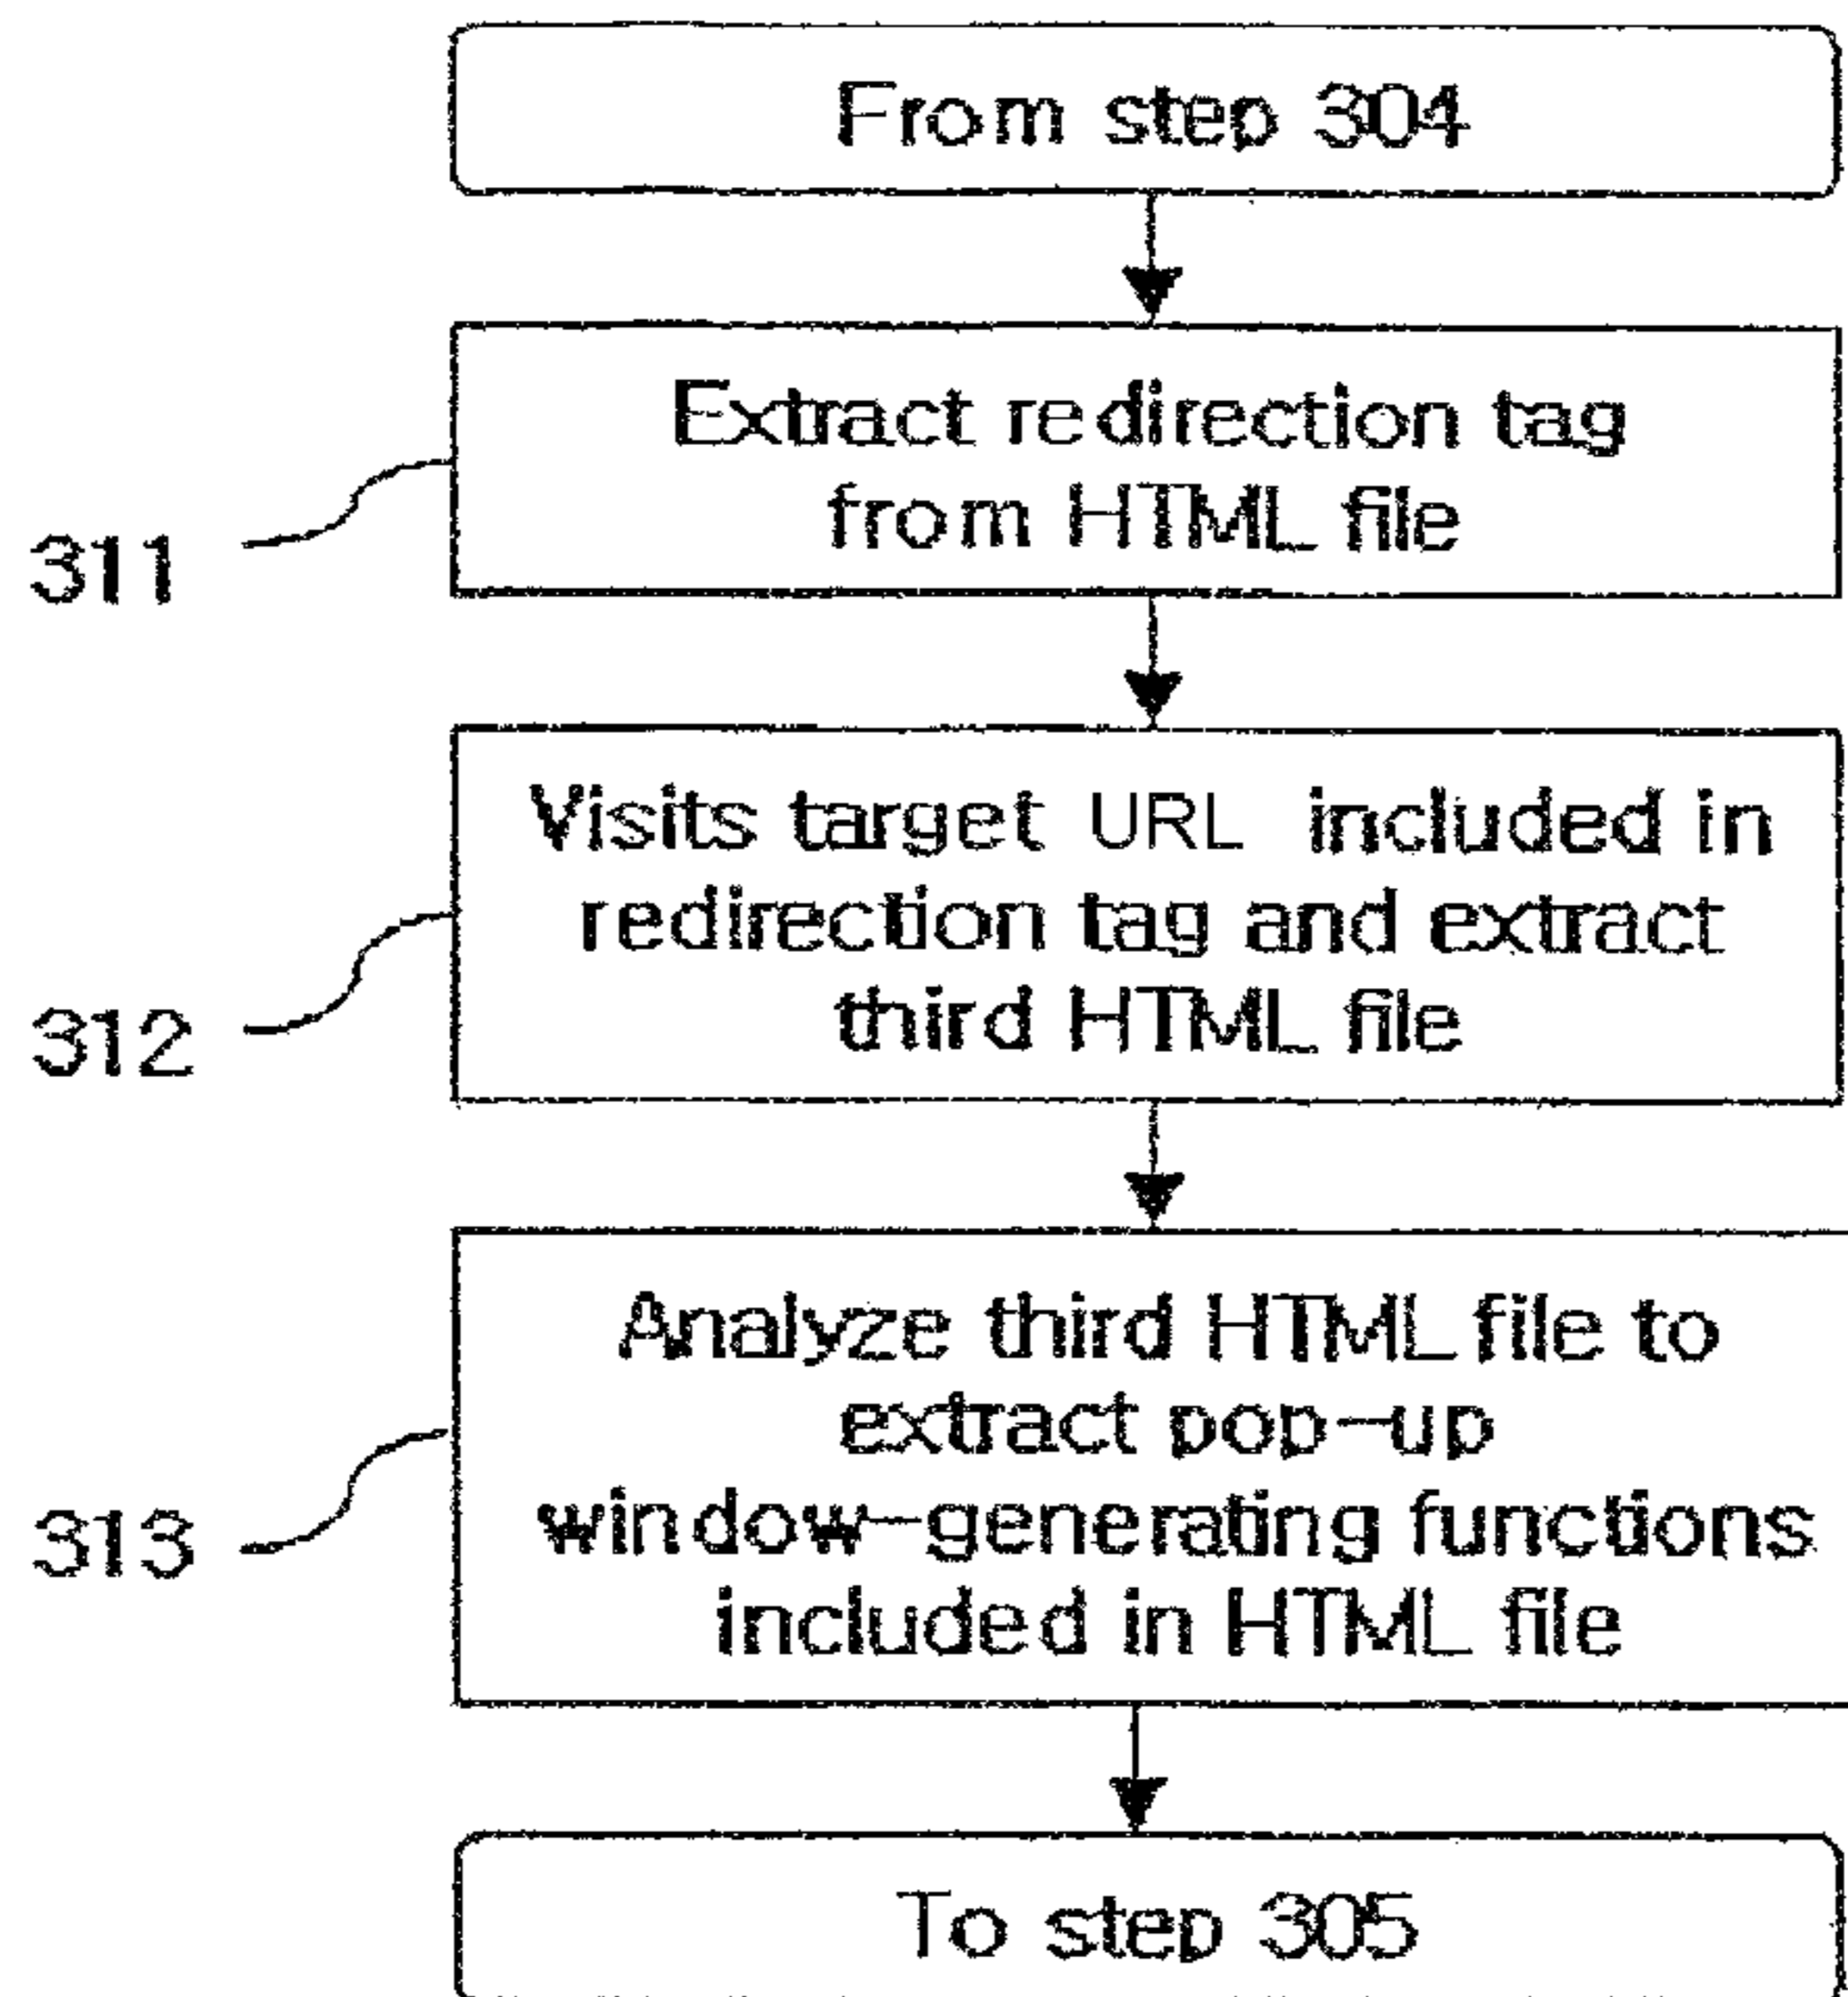 From step 304
Extract redirection tag
from HTML file
311
Visits target URL included in
redirection tag and extract
third HTML file
312
Analyze third HTML file to
extract pop-up
window-generating functions
included in HTML file
313
To step 305